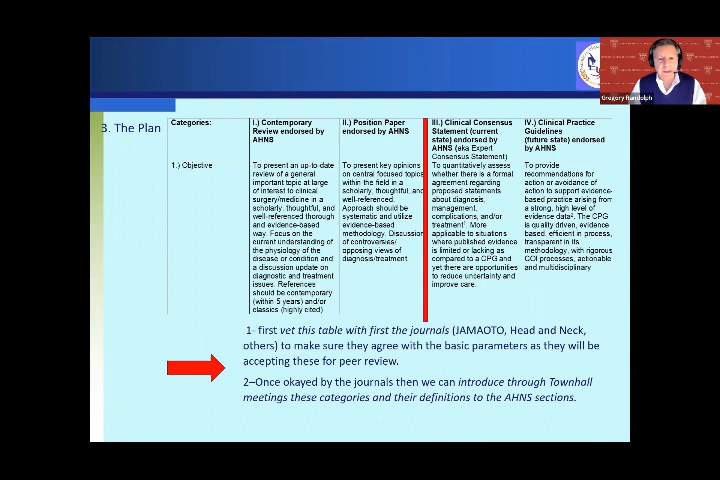 Gregory Randolph
3. The Plan
Categories:
I.) Contemporary
Review endorsed by
AHNS
II.) Position Paper
endorsed by AHNS
III.) Clinical Consensus
Statement (current
state) endorsed by
AHNS (aka Expert
Consensus Statement)
IV.) Clinical Practice
Guidelines
(future state) endorsed
by AHNS
1.) Objective
To present an up-to-date
review of a general
important topic at large
of interest to clinical
surgery/medicine in a
scholarly, thoughtful, and
well-referenced thorough
and evidence-based
way. Focus on the
current understanding of
the physiology of the
disease or condition and
a discussion update on
diagnostic and treatment
issues. References
should be contemporary
(within 5 years) and/or
classics (highly cited)
To present key opinions
on central focused topics
within the field in a
scholarly, thoughtful, and
well-referenced.
Approach should be
systematic and utilize
evidence-based
methodology. Discussion
of controversies/
opposing views of
diagnosis/treatment
To quantitatively assess
whether there is a formal
agreement regarding
proposed statements
about diagnosis,
management,
complications, and/or
treatment¹. More
applicable to situations
where published evidence
is limited or lacking as
compared to a CPG and
yet there are opportunities
to reduce uncertainty and
improve care.
To provide
recommendations for
action or avoidance of
action to support evidence-
based practice arising from
a strong, high level of
evidence data². The CPG
is quality driven, evidence
based, efficient in process,
transparent in its
methodology, with rigorous
COI processes, actionable
and multidisciplinary
1- first vet this table with first the journals (JAMAOTO, Head and Neck,
others) to make sure they agree with the basic parameters as they will be
accepting these for peer review.
2–Once okayed by the journals then we can introduce through Townhall
meetings these categories and their definitions to the AHNS sections.